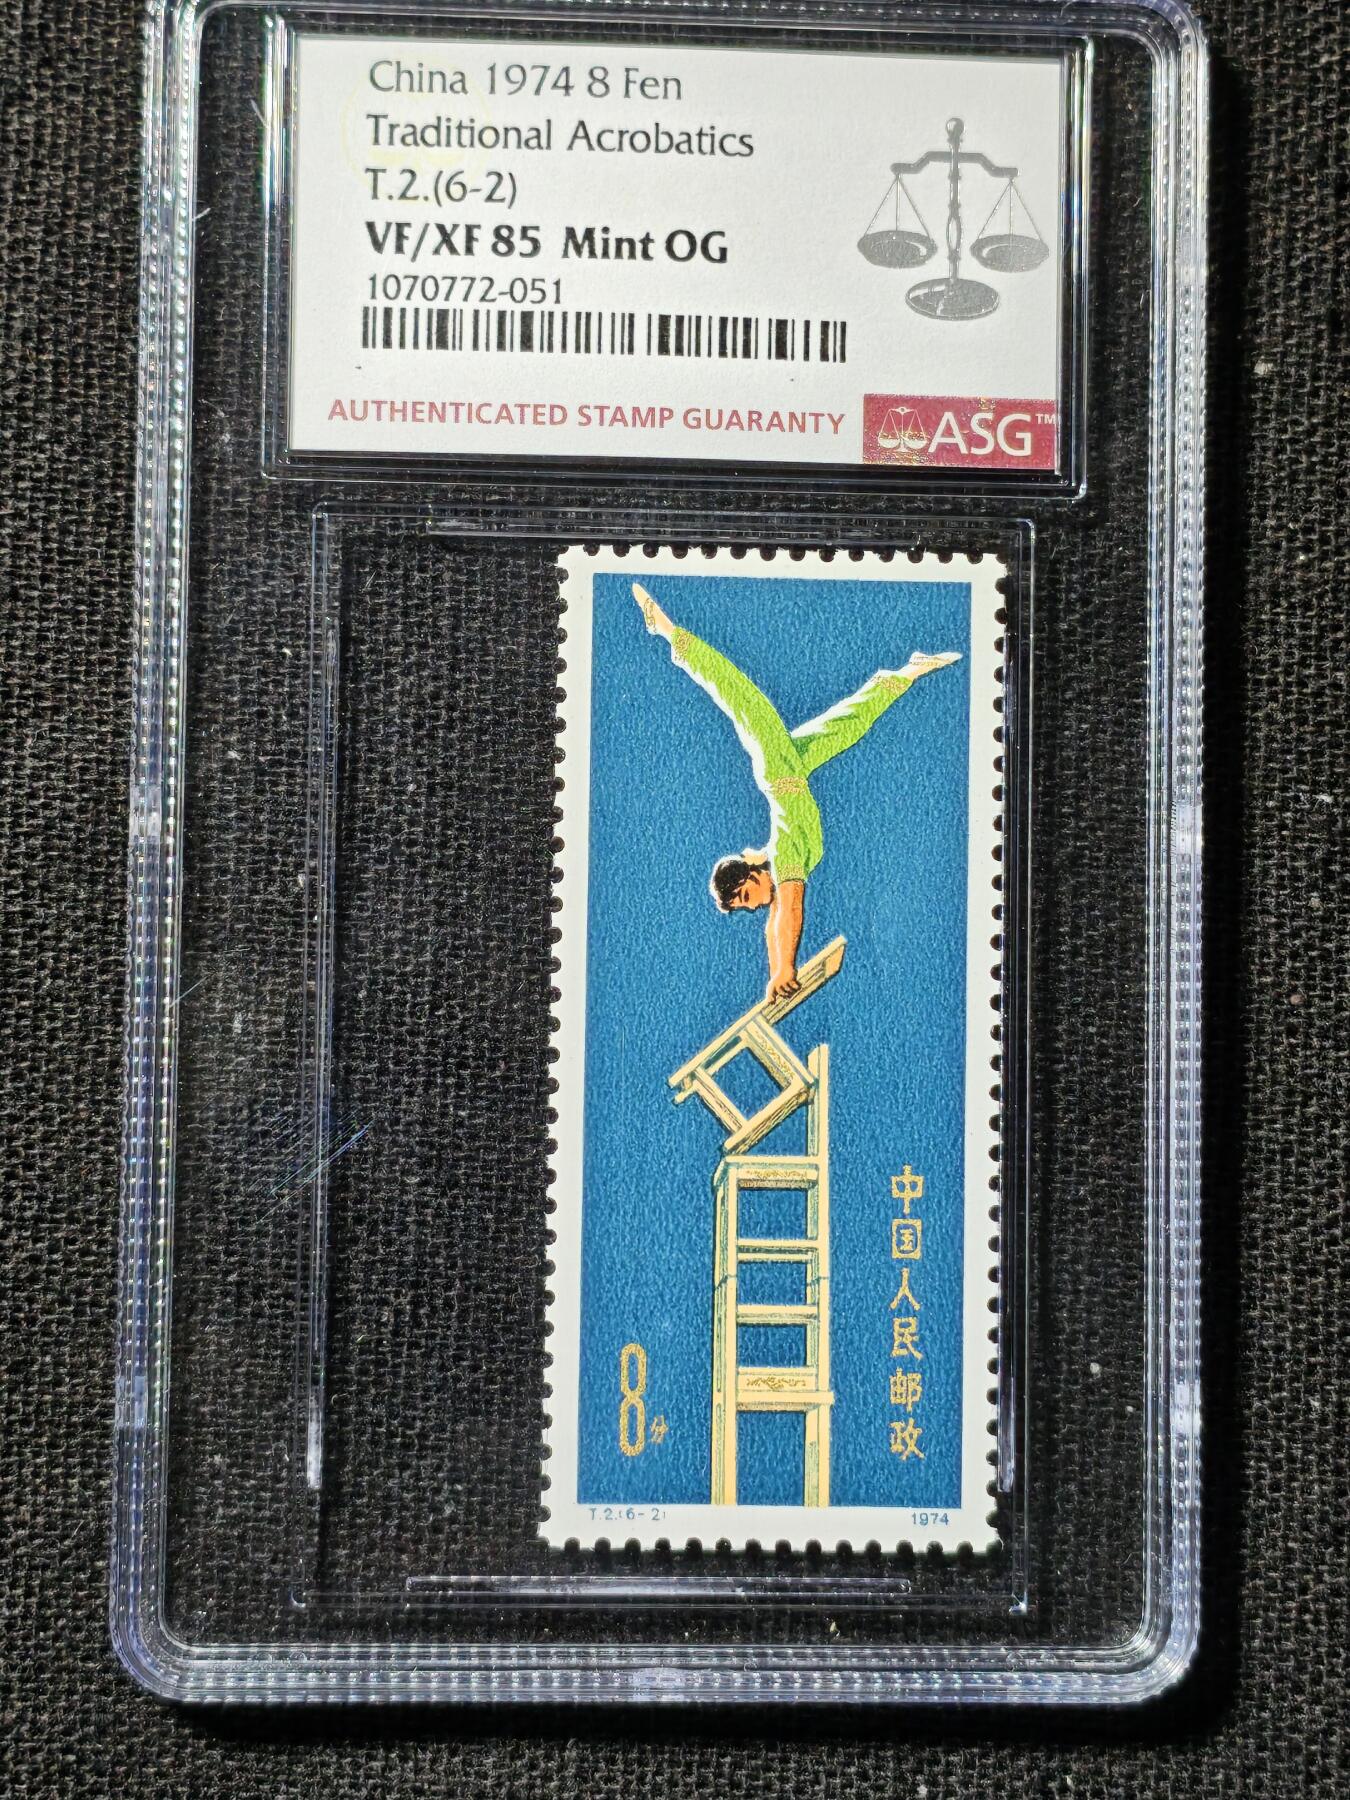 China 1974 8 Fen
Traditional Acrobatics
T.2.(6-2)
VF/XF 85 Mint OG
1070772-051
AUTHENTICATED STAMP GUARANTY
ASG™
中国人民邮政
8分
T.2.(6-2)
1974